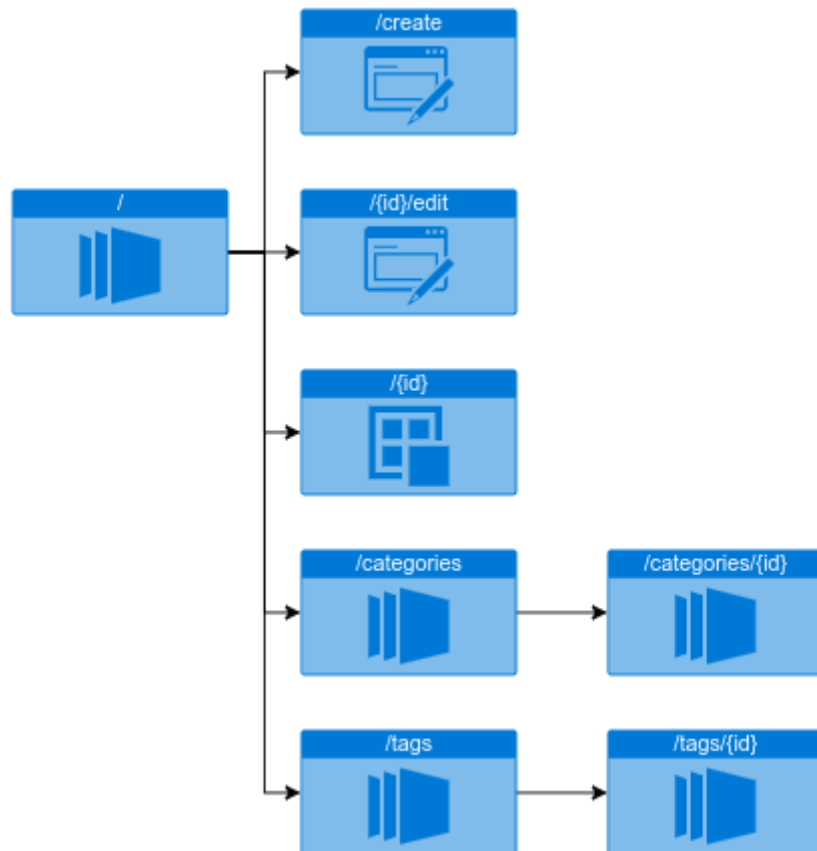 /create
/
/{id}/edit
/{id}
/categories
/categories/{id}
/tags
/tags/{id}